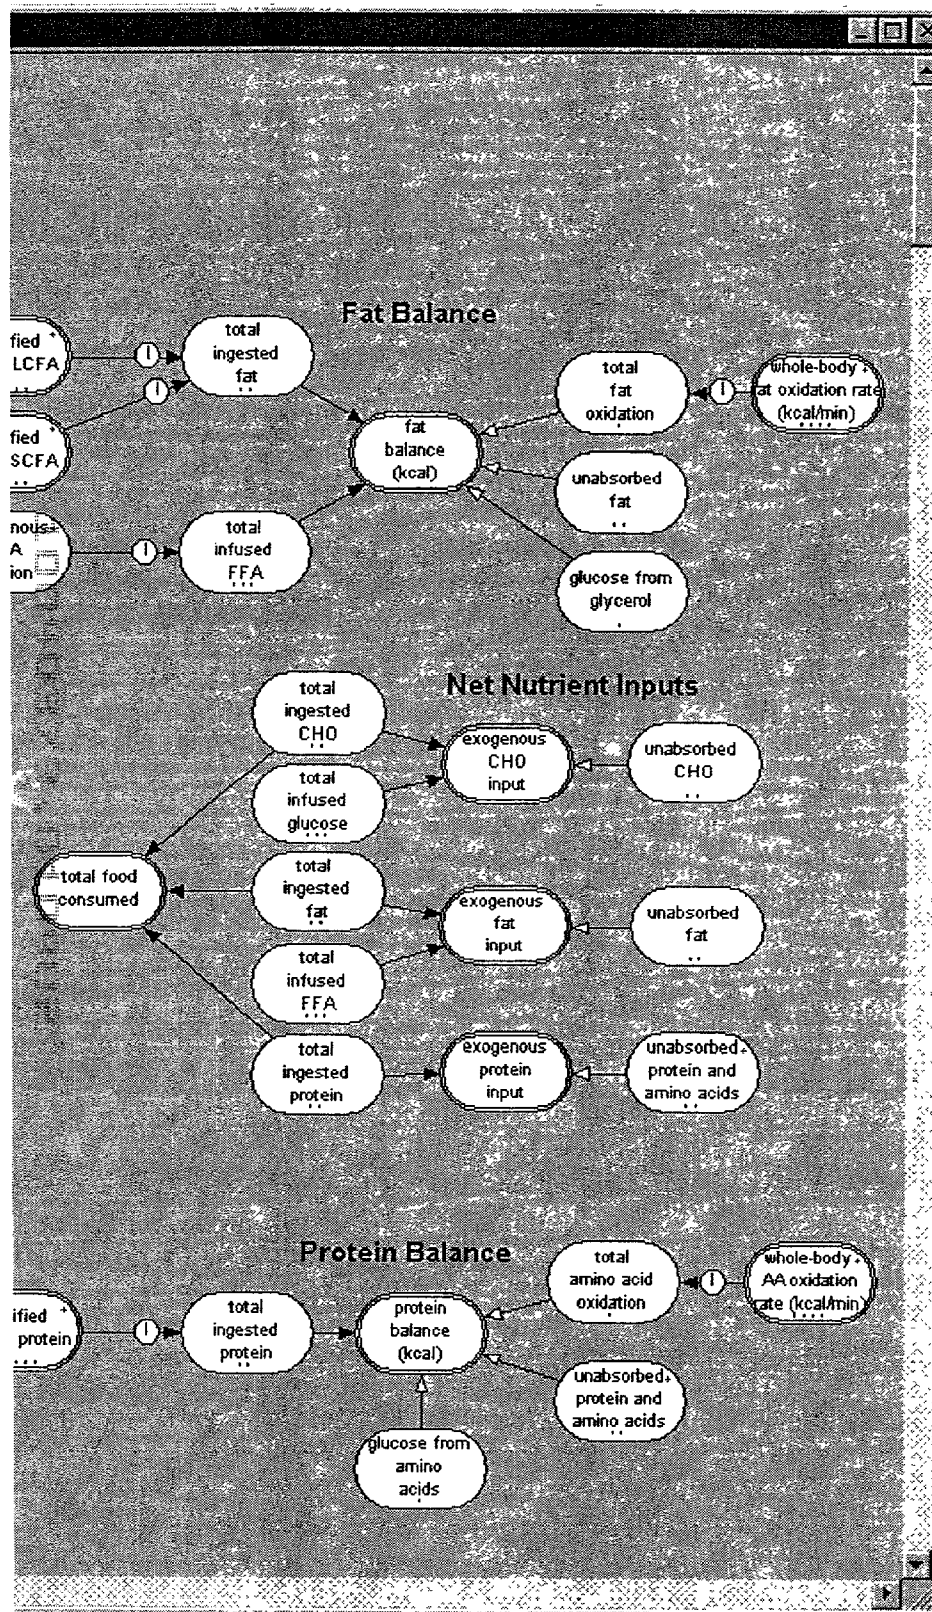 Fat Balance
fied +
LCFA
I
total
ingested
fat
I
fied +
SCFA
fat
balance
(kcal)
total
fat
oxidation
I
whole-body +
fat oxidation rate
(kcal/min)
unabsorbed
fat
nous+
A
ion
I
total
infused
FFA
glucose from
glycerol
Net Nutrient Inputs
total
ingested
CHO
exogenous
CHO
input
unabsorbed
CHO
total
infused
glucose
total food
consumed
total
ingested
fat
exogenous
fat
input
unabsorbed
fat
total
infused
FFA
total
ingested
protein
exogenous
protein
input
unabsorbed+
protein and
amino acids
Protein Balance
total
amino acid
oxidation
I
whole-body +
AA oxidation
rate (kcal/min)
ified +
protein
I
total
ingested
protein
protein
balance
(kcal)
unabsorbed+
protein and
amino acids
glucose from
amino
acids